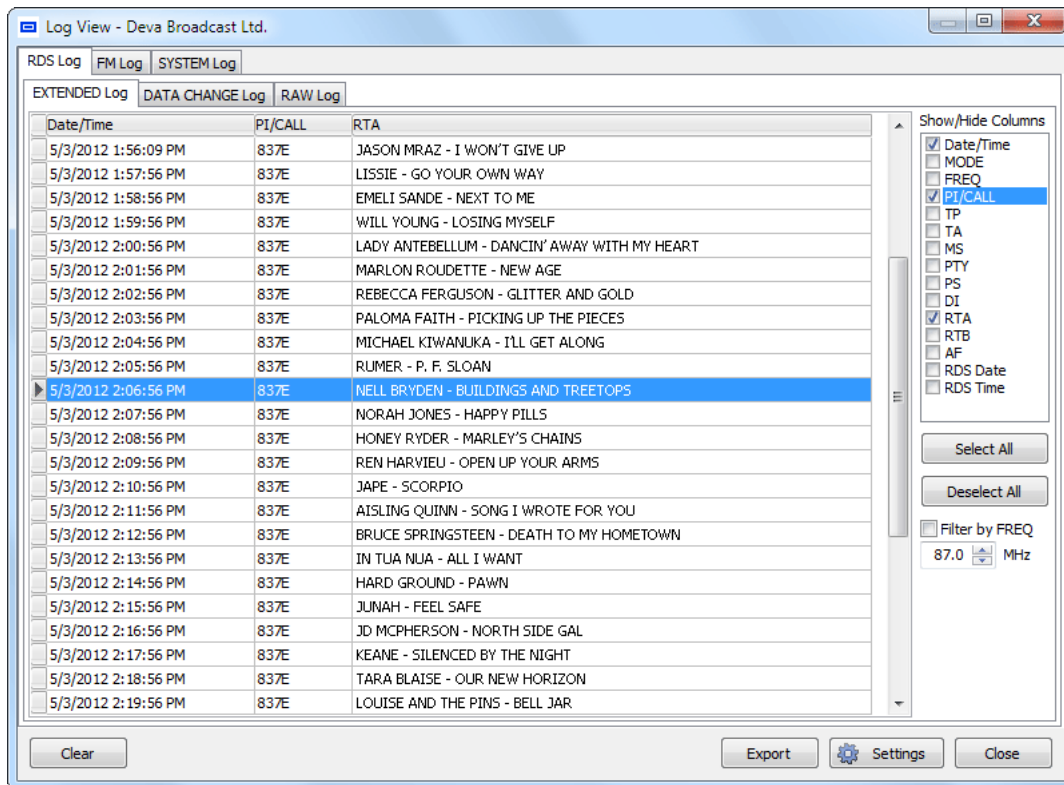 Log View - Deva Broadcast Ltd.
RDS Log FM Log SYSTEM Log
EXTENDED Log DATA CHANGE Log RAW Log
Date/Time PI/CALL RTA
5/3/2012 1:56:09 PM 837E JASON MRAZ - I WON'T GIVE UP
5/3/2012 1:57:56 PM 837E LISSIE - GO YOUR OWN WAY
5/3/2012 1:58:56 PM 837E EMELI SANDE - NEXT TO ME
5/3/2012 1:59:56 PM 837E WILL YOUNG - LOSING MYSELF
5/3/2012 2:00:56 PM 837E LADY ANTEBELLUM - DANCIN' AWAY WITH MY HEART
5/3/2012 2:01:56 PM 837E MARLON ROUDETTE - NEW AGE
5/3/2012 2:02:56 PM 837E REBECCA FERGUSON - GLITTER AND GOLD
5/3/2012 2:03:56 PM 837E PALOMA FAITH - PICKING UP THE PIECES
5/3/2012 2:04:56 PM 837E MICHAEL KIWANUKA - I'LL GET ALONG
5/3/2012 2:05:56 PM 837E RUMER - P. F. SLOAN
5/3/2012 2:06:56 PM 837E NELL BRYDEN - BUILDINGS AND TREETOPS
5/3/2012 2:07:56 PM 837E NORAH JONES - HAPPY PILLS
5/3/2012 2:08:56 PM 837E HONEY RYDER - MARLEY'S CHAINS
5/3/2012 2:09:56 PM 837E REN HARVIEU - OPEN UP YOUR ARMS
5/3/2012 2:10:56 PM 837E JAPE - SCORPIO
5/3/2012 2:11:56 PM 837E AISLING QUINN - SONG I WROTE FOR YOU
5/3/2012 2:12:56 PM 837E BRUCE SPRINGSTEEN - DEATH TO MY HOMETOWN
5/3/2012 2:13:56 PM 837E IN TUA NUA - ALL I WANT
5/3/2012 2:14:56 PM 837E HARD GROUND - PAWN
5/3/2012 2:15:56 PM 837E JUNAH - FEEL SAFE
5/3/2012 2:16:56 PM 837E JD MCPHERSON - NORTH SIDE GAL
5/3/2012 2:17:56 PM 837E KEANE - SILENCED BY THE NIGHT
5/3/2012 2:18:56 PM 837E TARA BLAISE - OUR NEW HORIZON
5/3/2012 2:19:56 PM 837E LOUISE AND THE PINS - BELL JAR
Show/Hide Columns
Date/Time
MODE
FREQ
PI/CALL
TP
TA
MS
PTY
PS
DI
RTA
RTB
AF
RDS Date
RDS Time
Select All
Deselect All
Filter by FREQ
87.0 MHz
Clear Export Settings Close